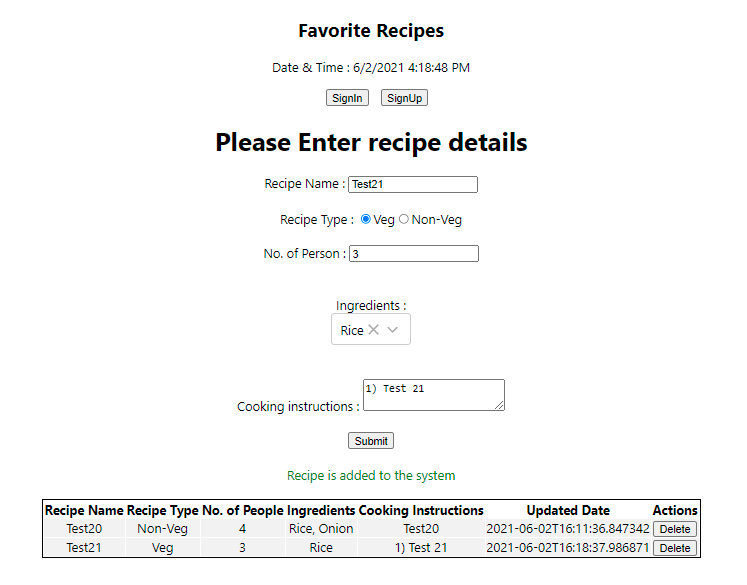 Favorite Recipes
Date & Time : 6/2/2021 4:18:48 PM
SignIn SignUp
Please Enter recipe details
Recipe Name : Test21
Recipe Type : Veg Non-Veg
No. of Person : 3
Ingredients :
Rice
Cooking instructions : 1) Test 21
Submit
Recipe is added to the system
Recipe Name Recipe Type No. of People Ingredients Cooking Instructions Updated Date Actions
Test20 Non-Veg 4 Rice, Onion Test20 2021-06-02T16:11:36.847342 Delete
Test21 Veg 3 Rice 1) Test 21 2021-06-02T16:18:37.986871 Delete